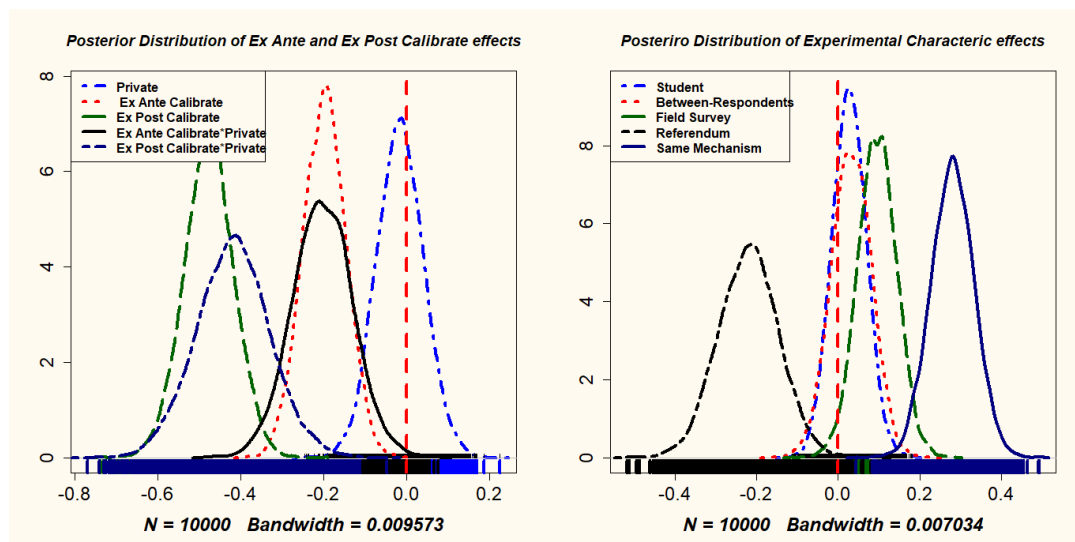 Posterior Distribution of Ex Ante and Ex Post Calibrate effects
Private
Ex Ante Calibrate
Ex Post Calibrate
Ex Ante Calibrate*Private
Ex Post Calibrate*Private
8
6
4
2
0
-0.8
-0.6
-0.4
-0.2
0.0
0.2
N = 10000 Bandwidth = 0.009573
Posteriro Distribution of Experimental Characteric effects
Student
Between-Respondents
Field Survey
Referendum
Same Mechanism
8
6
4
2
0
-0.4
-0.2
0.0
0.2
0.4
N = 10000 Bandwidth = 0.007034